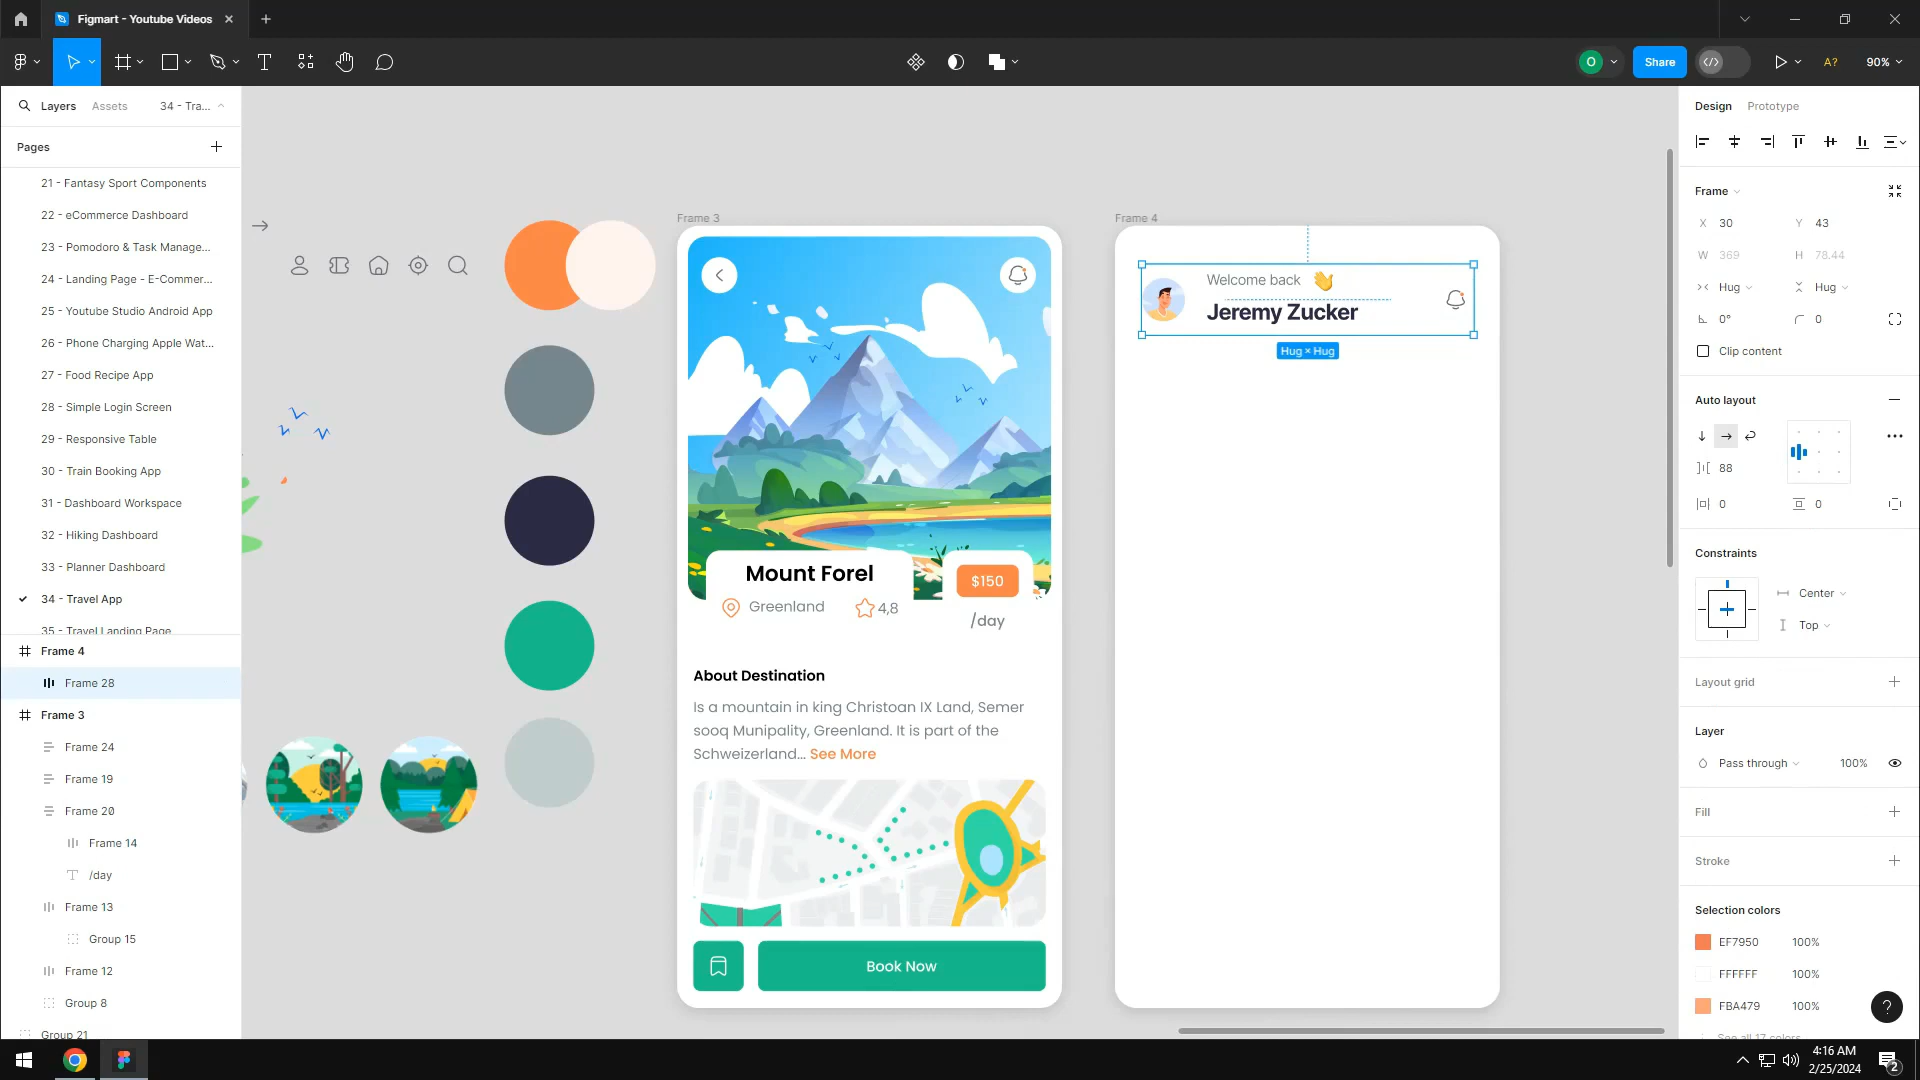 Figmart - Youtube Videos
Share
A?
90%
Layers
Assets
34 - Tra...
Pages
21 - Fantasy Sport Components
22 - eCommerce Dashboard
23 - Pomodoro & Task Manage...
24 - Landing Page - E-Commer...
25 - Youtube Studio Android App
26 - Phone Charging Apple Wat...
27 - Food Recipe App
28 - Simple Login Screen
29 - Responsive Table
30 - Train Booking App
31 - Dashboard Workspace
32 - Hiking Dashboard
33 - Planner Dashboard
34 - Travel App
35 - Travel Landing Page
Frame 4
Frame 28
Frame 3
Frame 24
Frame 19
Frame 20
Frame 14
/day
Frame 13
Group 15
Frame 12
Group 8
Group 21
Frame 3
Mount Forel
Greenland
4,8
$150
/day
About Destination
Is a mountain in king Christoan IX Land, Semer
sooq Munipality, Greenland. It is part of the
Schweizerland... See More
Book Now
Frame 4
Welcome back
Jeremy Zucker
Hug × Hug
Design
Prototype
Frame
X 30
Y 43
W 369
H 78.44
Hug
Hug
0°
0
Clip content
Auto layout
88
0
0
Constraints
Center
Top
Layout grid
Layer
Pass through
100%
Fill
Stroke
Selection colors
EF7950 100%
FFFFFF 100%
FBA479 100%
See all 17 colors
?
4:16 AM
2/25/2024
2
O